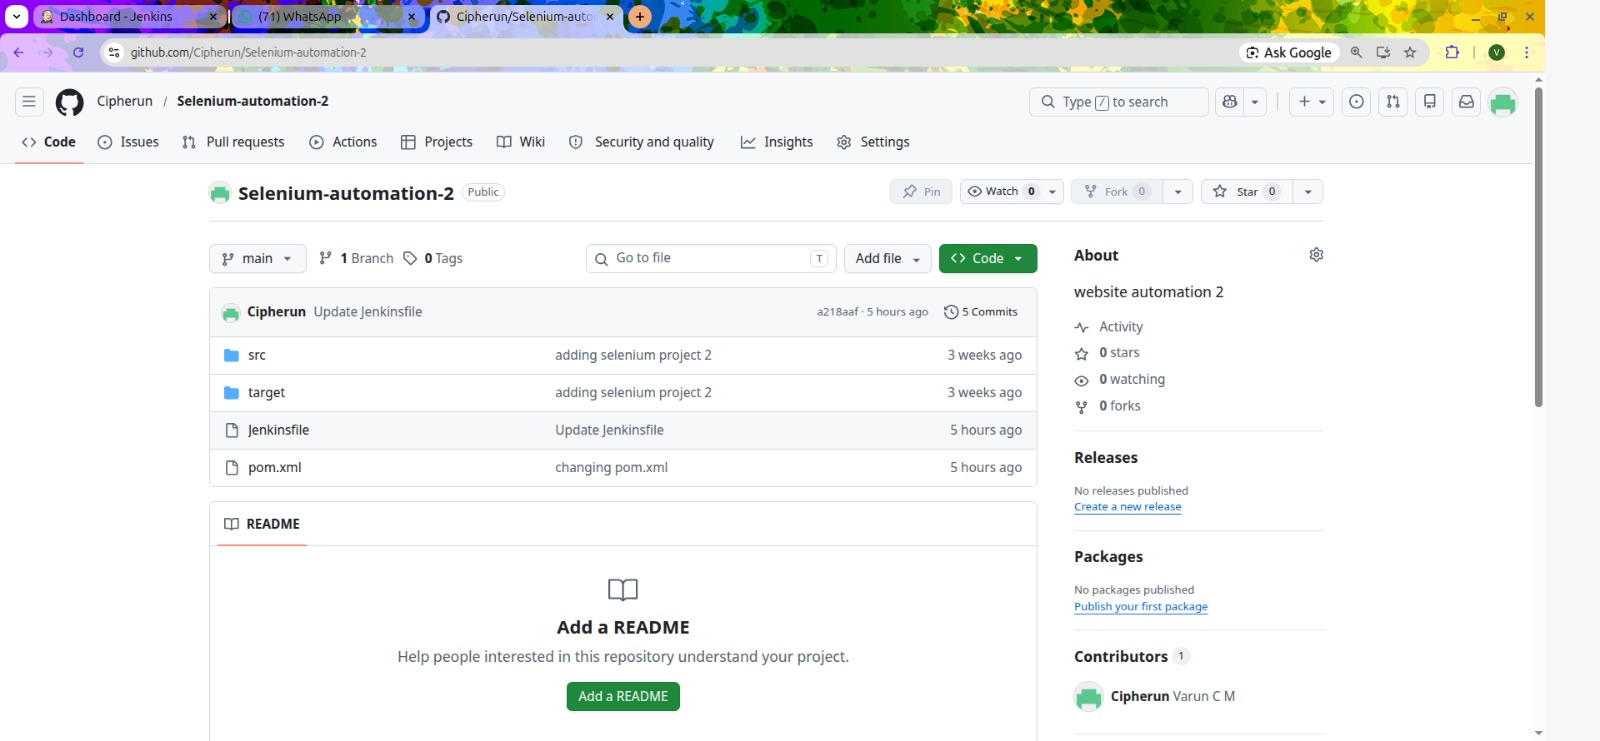 Dashboard - Jenkins
(71) WhatsApp
Cipherun/Selenium-auto
github.com/Cipherun/Selenium-automation-2
Ask Google
V
Cipherun / Selenium-automation-2
Type / to search
Code
Issues
Pull requests
Actions
Projects
Wiki
Security and quality
Insights
Settings
Selenium-automation-2 Public
Pin
Watch 0
Fork 0
Star 0
main
1 Branch
0 Tags
Go to file T
Add file
Code
Cipherun Update Jenkinsfile a218aaf · 5 hours ago 5 Commits
src adding selenium project 2 3 weeks ago
target adding selenium project 2 3 weeks ago
Jenkinsfile Update Jenkinsfile 5 hours ago
pom.xml changing pom.xml 5 hours ago
README
Add a README
Help people interested in this repository understand your project.
Add a README
About
website automation 2
Activity
0 stars
0 watching
0 forks
Releases
No releases published
Create a new release
Packages
No packages published
Publish your first package
Contributors 1
Cipherun Varun C M